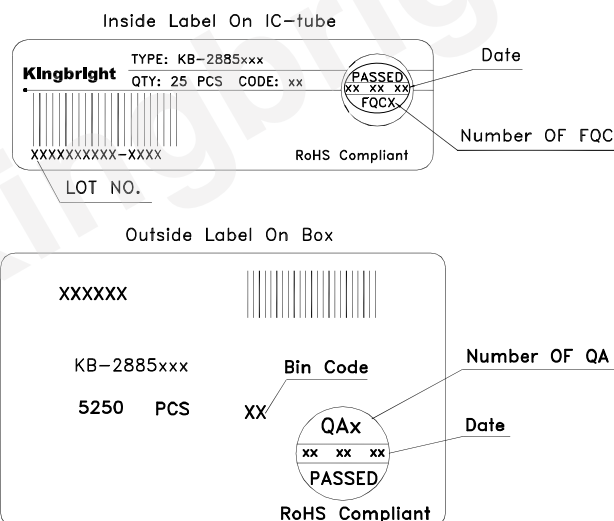 Inside Label On IC-tube
TYPE: KB-2885xxx
Kingbright
QTY: 25 PCS CODE: xx
PASSED
xx xx xx
FQCX
Date
Number OF FQC
XXXXXXXXXX-XXXX
RoHS Compliant
LOT NO.
Outside Label On Box
XXXXXX
KB-2885xxx
Bin Code
Number OF QA
5250 PCS
XX
QAx
Date
xx xx xx
PASSED
RoHS Compliant
Kingbright